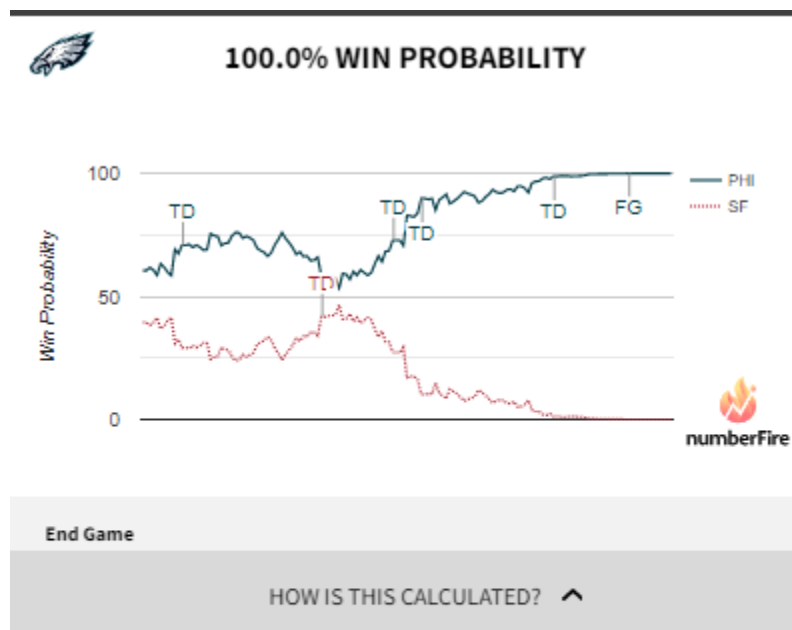 100.0% WIN PROBABILITY
100
PHI
TD
TD
TD
TD
FG
SF
Win Probability
TD
50
0
numberFire
End Game
HOW IS THIS CALCULATED?